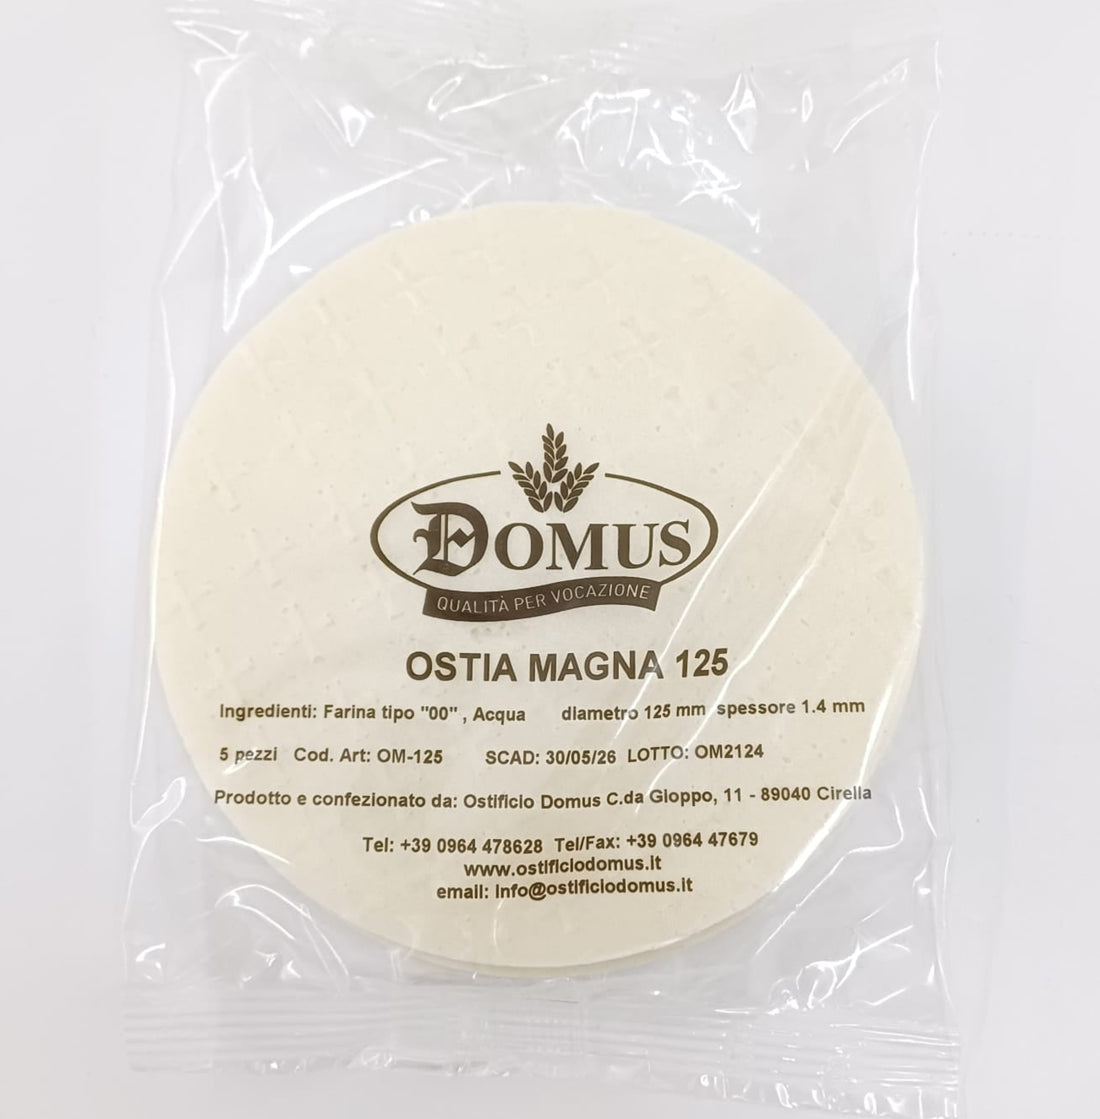 DOMUS
QUALITÀ PER VOCAZIONE
OSTIA MAGNA 125
Ingredienti: Farina tipo "00" , Acqua diametro 125 mm spessore 1.4 mm
5 pezzi Cod. Art: OM-125 SCAD: 30/05/26 LOTTO: OM2124
Prodotto e confezionato da: Ostificio Domus C.da Gioppo, 11 - 89040 Cirella
Tel: +39 0964 478628 Tel/Fax: +39 0964 47679
www.ostificiodomus.it
email: info@ostificiodomus.it